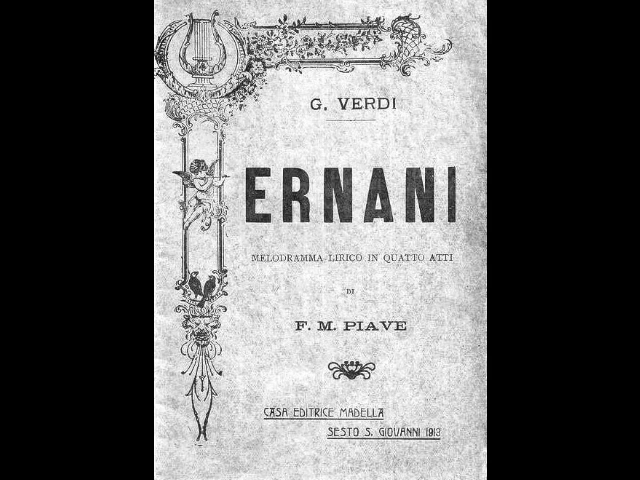 G. VERDI
ERNANI
MELODRAMMA LIRICO IN QUATTO ATTI
DI
F. M. PIAVE
CASA EDITRICE MADELLA
SESTO S. GIOVANNI 1913